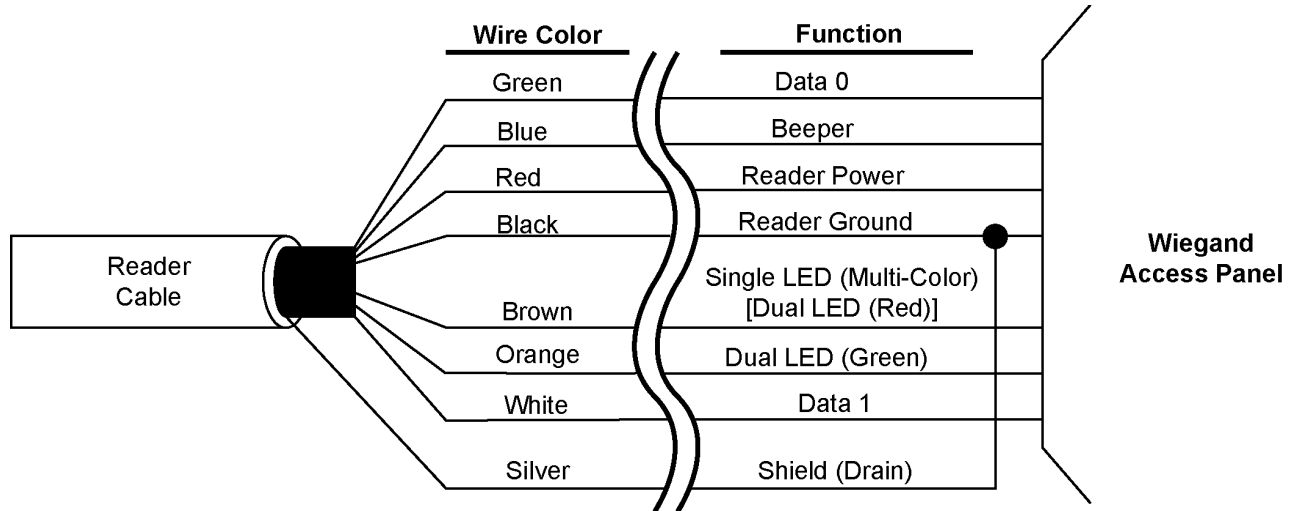 Wire Color Function
Green Data 0
Blue Beeper
Red Reader Power
Black Reader Ground
Reader
Cable
Wiegand
Access Panel
Single LED (Multi-Color)
Brown [Dual LED (Red)]
Orange Dual LED (Green)
White Data 1
Silver Shield (Drain)